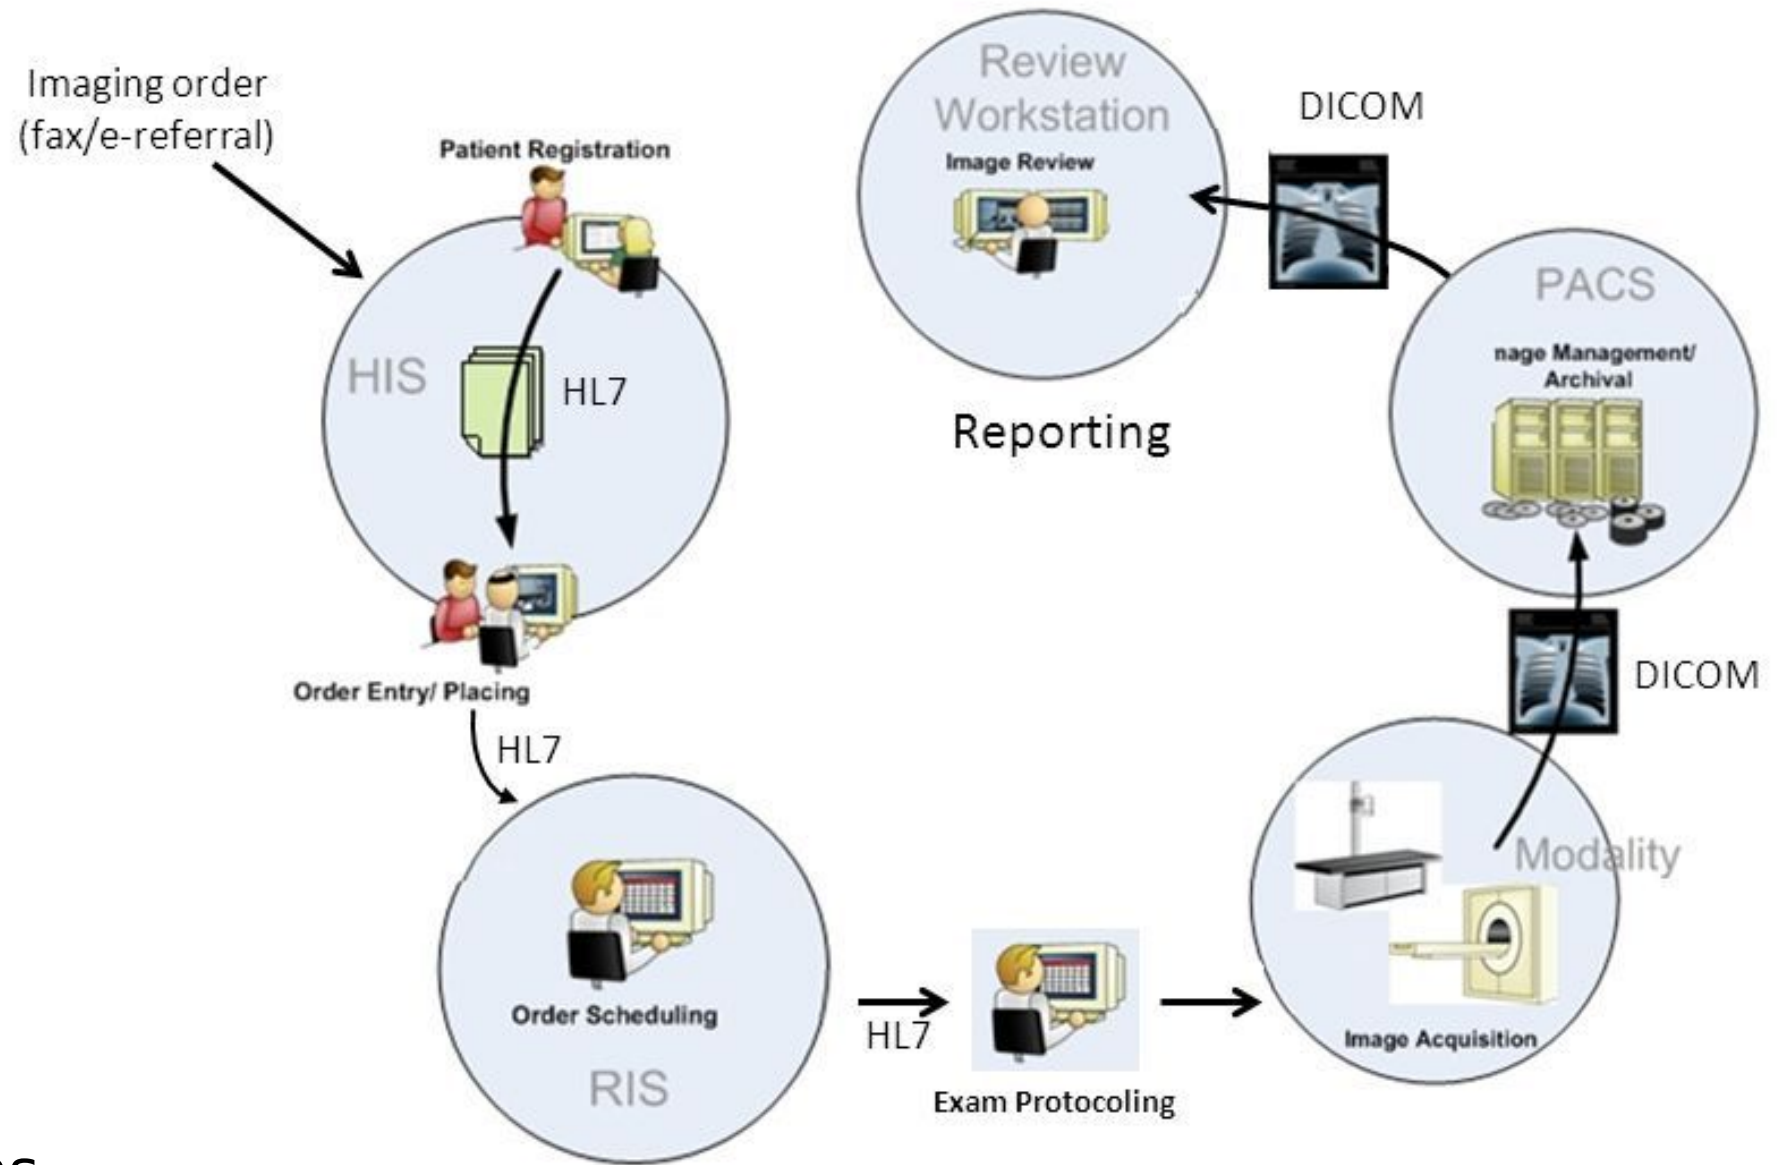 Imaging order
(fax/e-referral)
Patient Registration
HIS
HL7
Order Entry/ Placing
HL7
Order Scheduling
RIS
HL7
Exam Protocoling
Modality
Image Acquisition
DICOM
PACS
nage Management/
Archival
DICOM
Review
Workstation
Image Review
Reporting